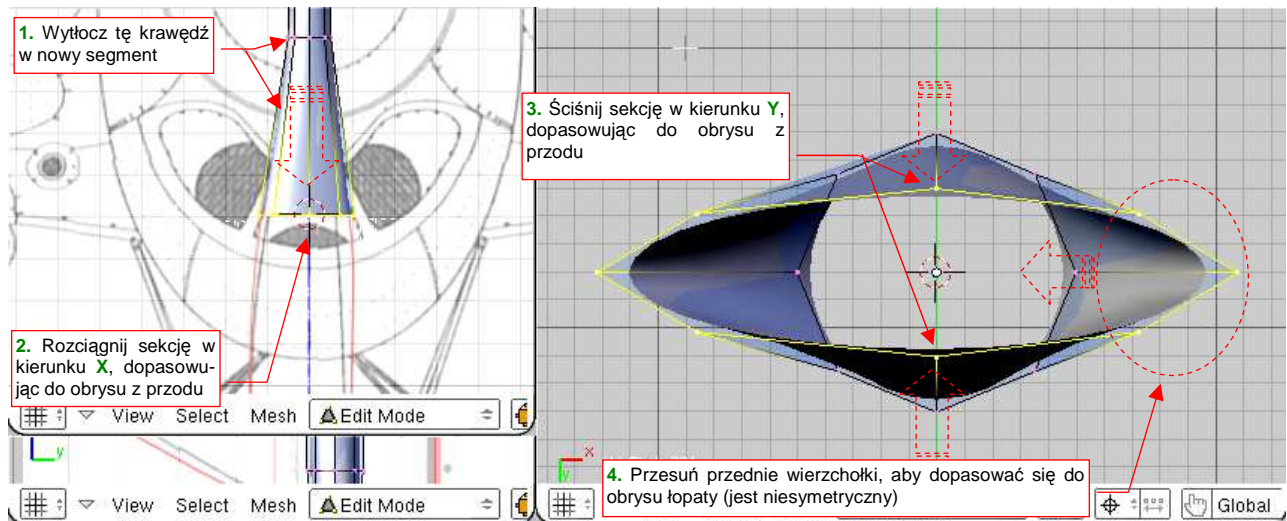 1. Wytłocz tę krawędź
w nowy segment
2. Rozciągnij sekcję w
kierunku X, dopasowu-
jąc do obrysu z przodu
View Select Mesh Edit Mode
y
View Select Mesh Edit Mode
3. Ściśnij sekcję w kierunku Y,
dopasowując do obrysu z
przodu
x
y
4. Przesuń przednie wierzchołki, aby dopasować się do
obrysu łopaty (jest niesymetryczny)
Global